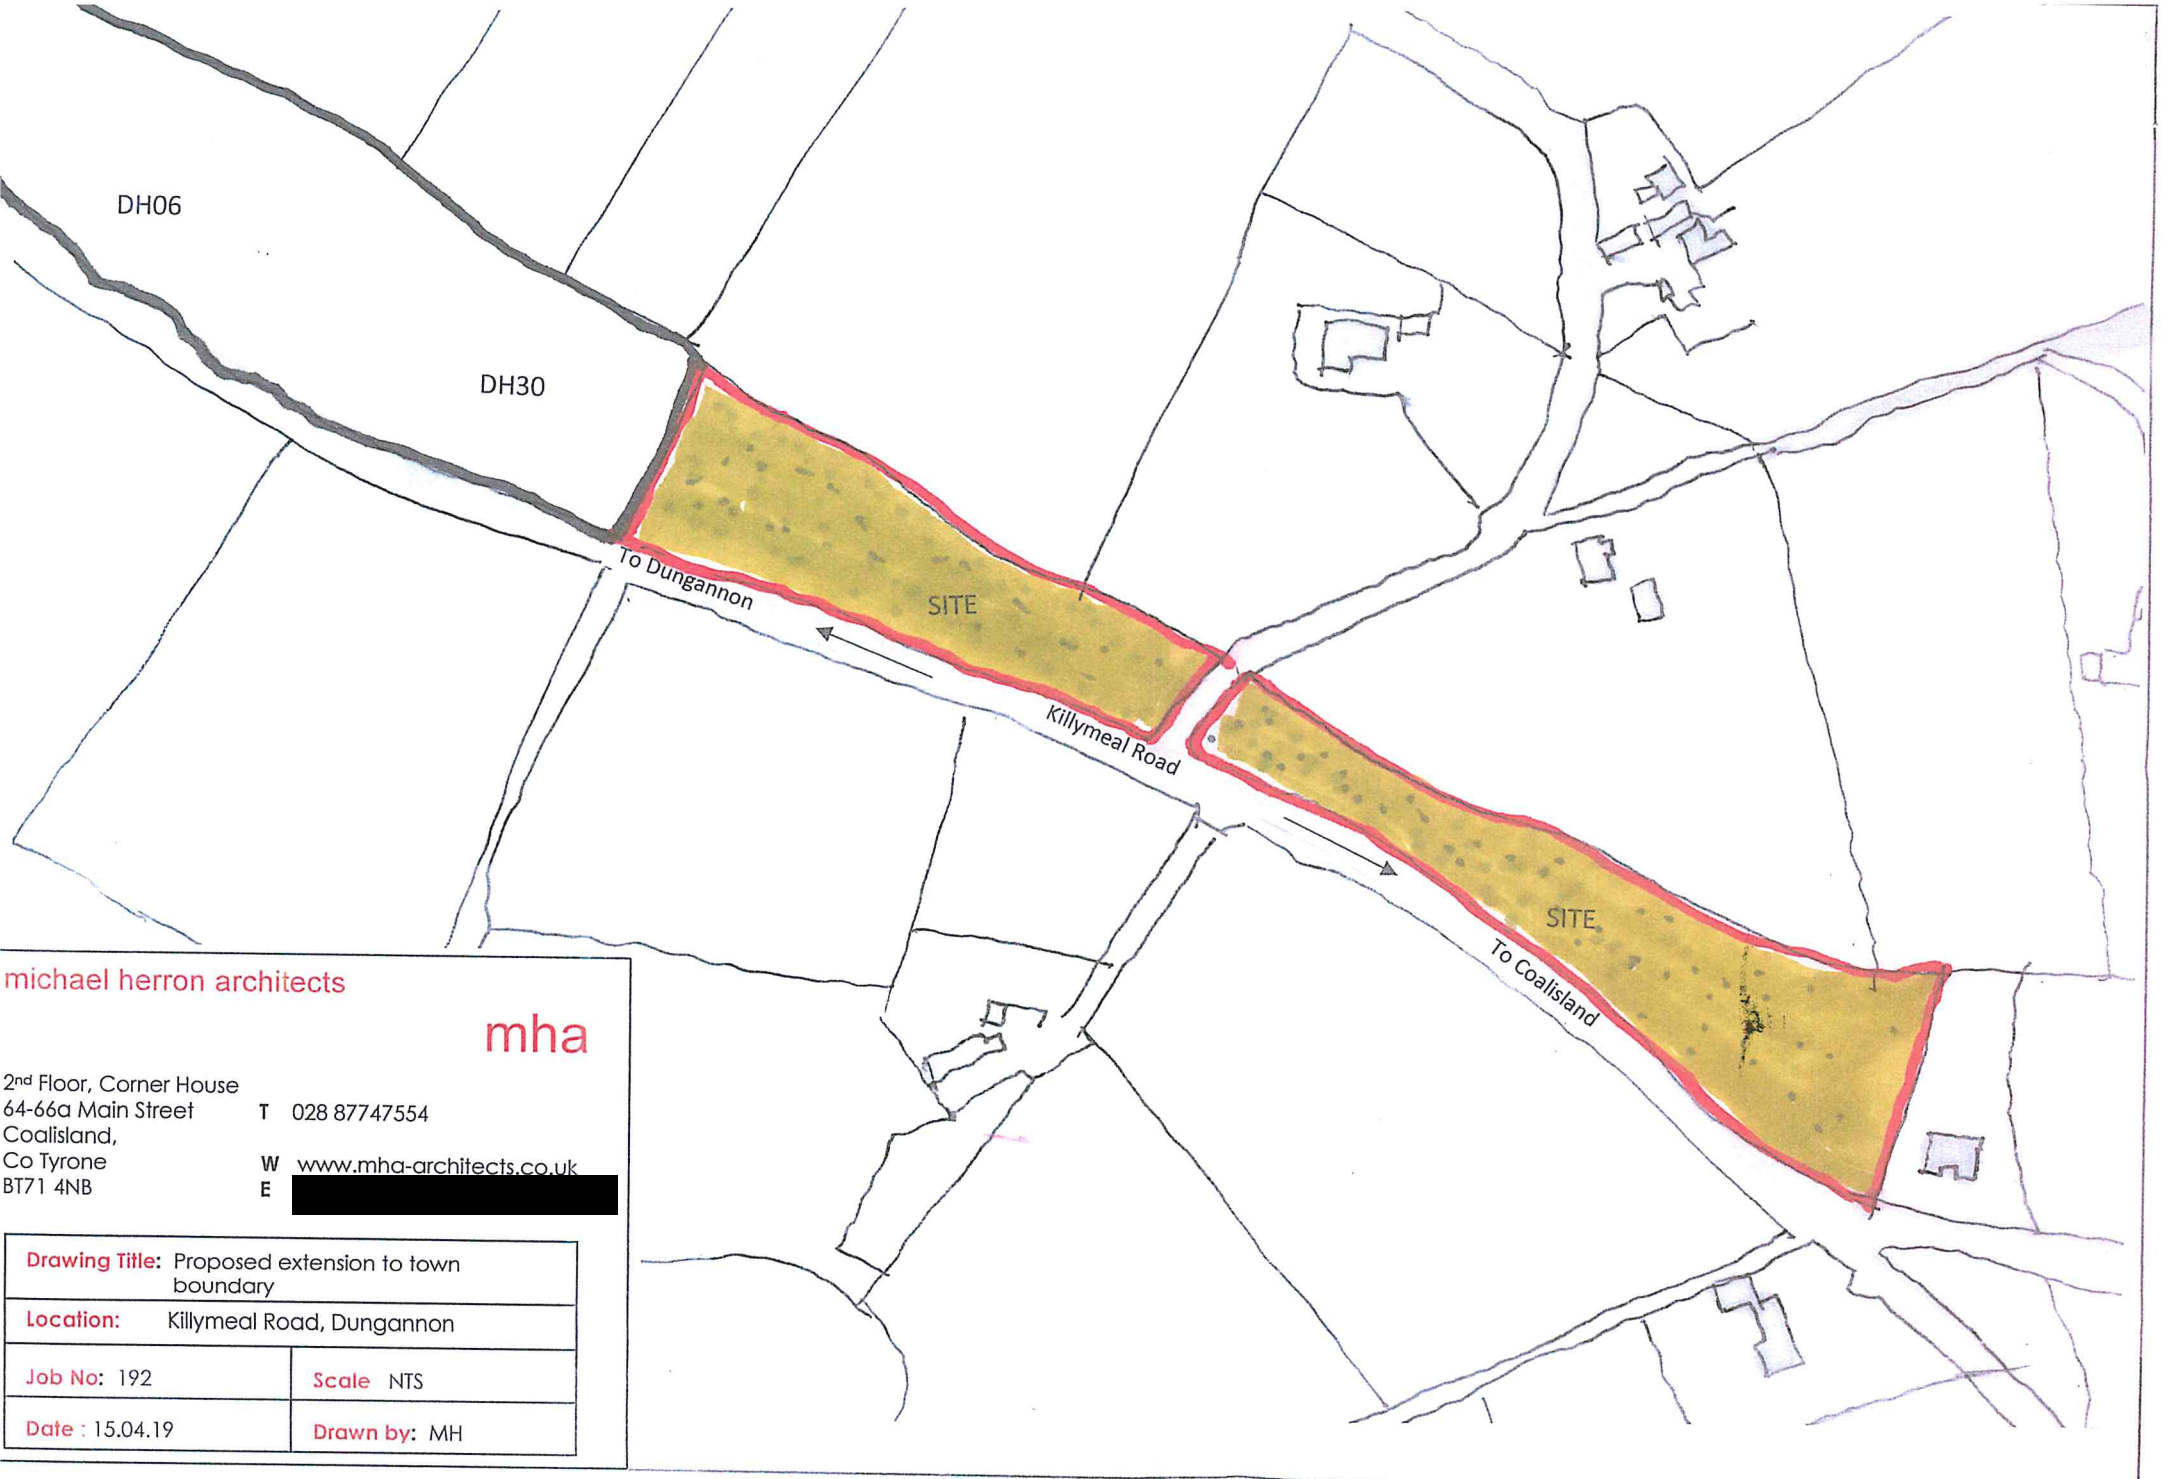 DH06
DH30
To Dungannon
SITE
Killymeal Road
SITE
To Coalisland
michael herron architects
mha
2nd Floor, Corner House
64-66a Main Street T 028 87747554
Coalisland,
Co Tyrone W www.mha-architects.co.uk
BT71 4NB E
Drawing Title: Proposed extension to town
boundary
Location: Killymeal Road, Dungannon
Job No: 192 Scale NTS
Date : 15.04.19 Drawn by: MH